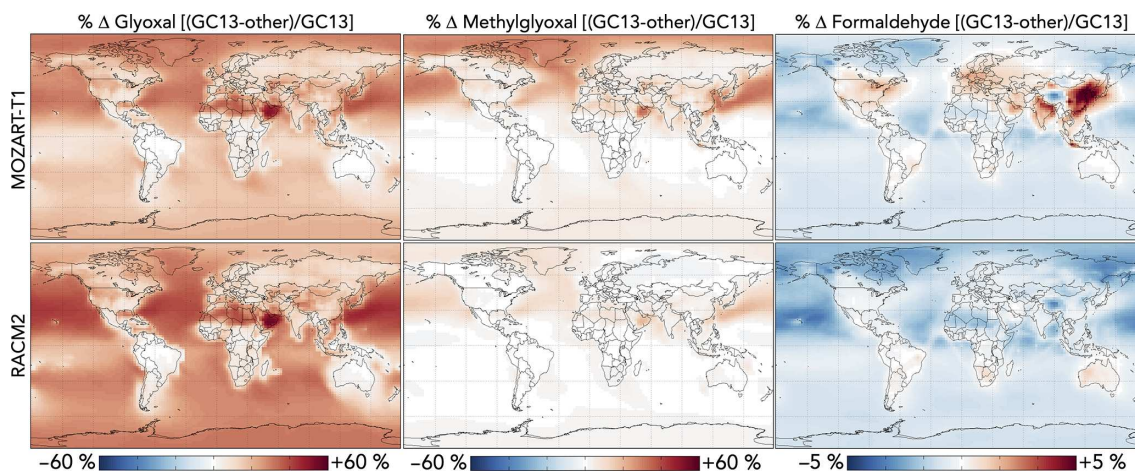 % Δ Glyoxal [(GC13-other)/GC13]
% Δ Methylglyoxal [(GC13-other)/GC13]
% Δ Formaldehyde [(GC13-other)/GC13]
MOZART-T1
RACM2
−60 %
+60 %
−60 %
+60 %
−5 %
+5 %